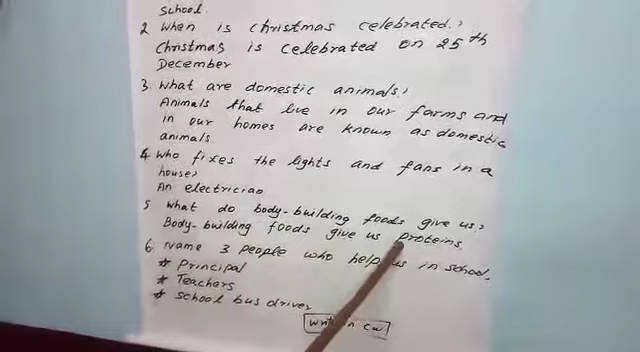 school.
2 When is christmas celebrated?
Christmas is celebrated on 25th
December
3. What are domestic animals?
Animals that live in our farms and
in our homes are known as domestic
animals.
4. Who fixes the lights and fans in a
house?
An electrician
5 What do body-building foods give us?
Body-building foods give us proteins
6. Name 3 people who help us in school.
* Principal
* Teachers
* School bus driver
in CW